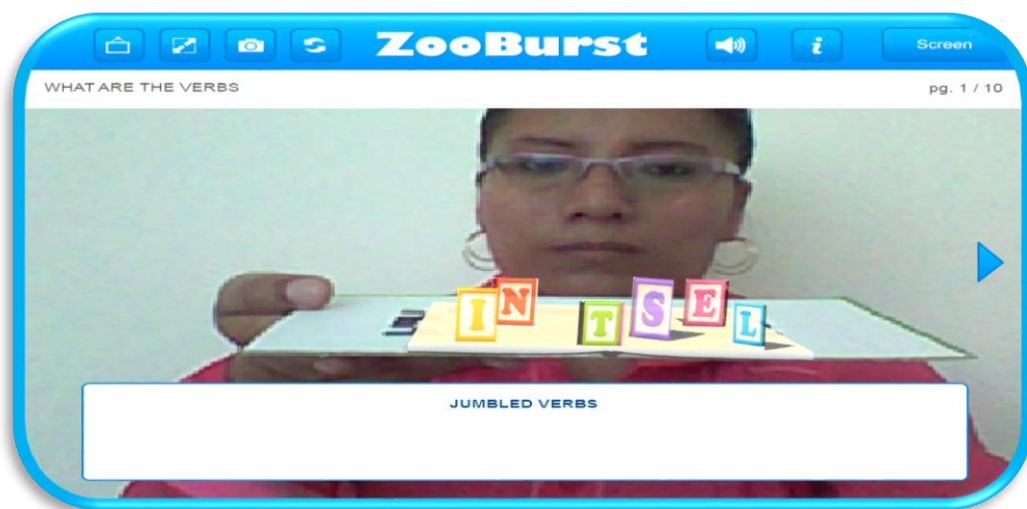 ZooBurst
Screen
WHAT ARE THE VERBS
pg. 1 / 10
I N T S E L
JUMBLED VERBS